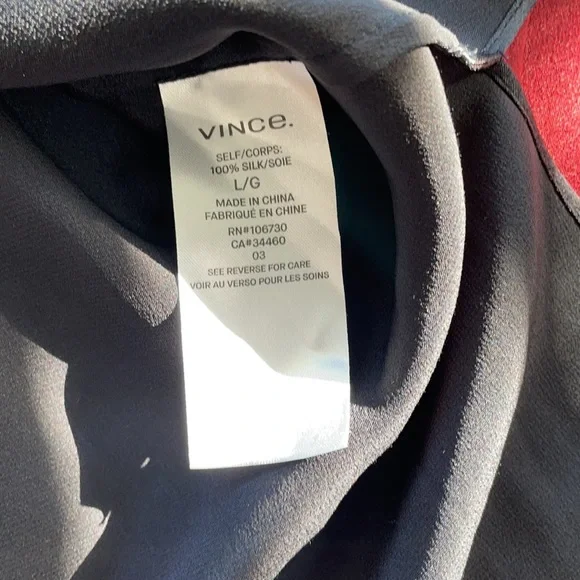 VINCe.
SELF/CORPS:
100% SILK/SOIE
L/G
MADE IN CHINA
FABRIQUÉ EN CHINE
RN#106730
CA#34460
03
SEE REVERSE FOR CARE
VOIR AU VERSO POUR LES SOINS